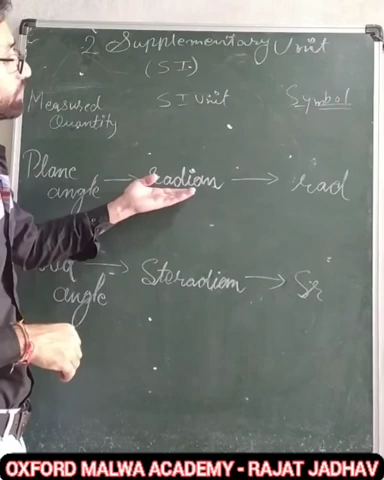 2 Supplementary Unit
(S I.)
Measured Quantity SI Unit Symbol
Plane angle → radian → rad
angle → Steradian → Sr
OXFORD MALWA ACADEMY - RAJAT JADHAV